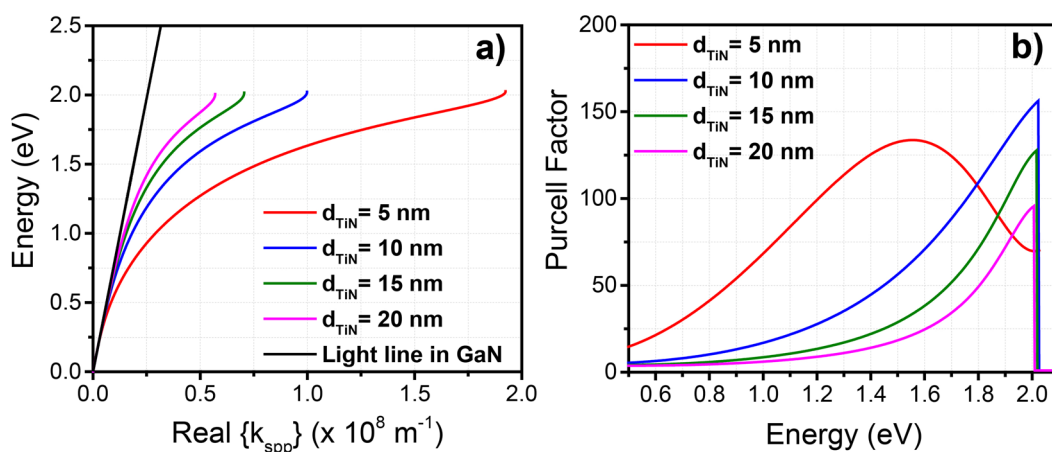 a)
2.5
2.0
1.5
1.0
0.5
0.0
Energy (eV)
d_TiN = 5 nm
d_TiN = 10 nm
d_TiN = 15 nm
d_TiN = 20 nm
Light line in GaN
0.0 0.5 1.0 1.5 2.0
Real {k_spp} (x 10^8 m^-1)
b)
200
150
100
50
0
Purcell Factor
d_TiN = 5 nm
d_TiN = 10 nm
d_TiN = 15 nm
d_TiN = 20 nm
0.6 0.8 1.0 1.2 1.4 1.6 1.8 2.0
Energy (eV)